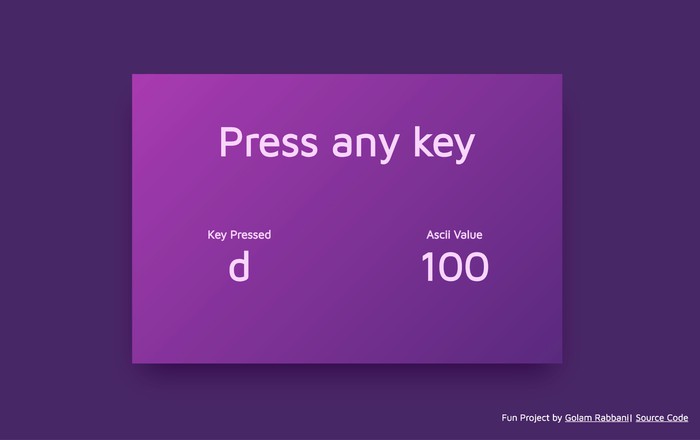 Press any key
Key Pressed
d
Ascii Value
100
Fun Project by Golam Rabbani| Source Code